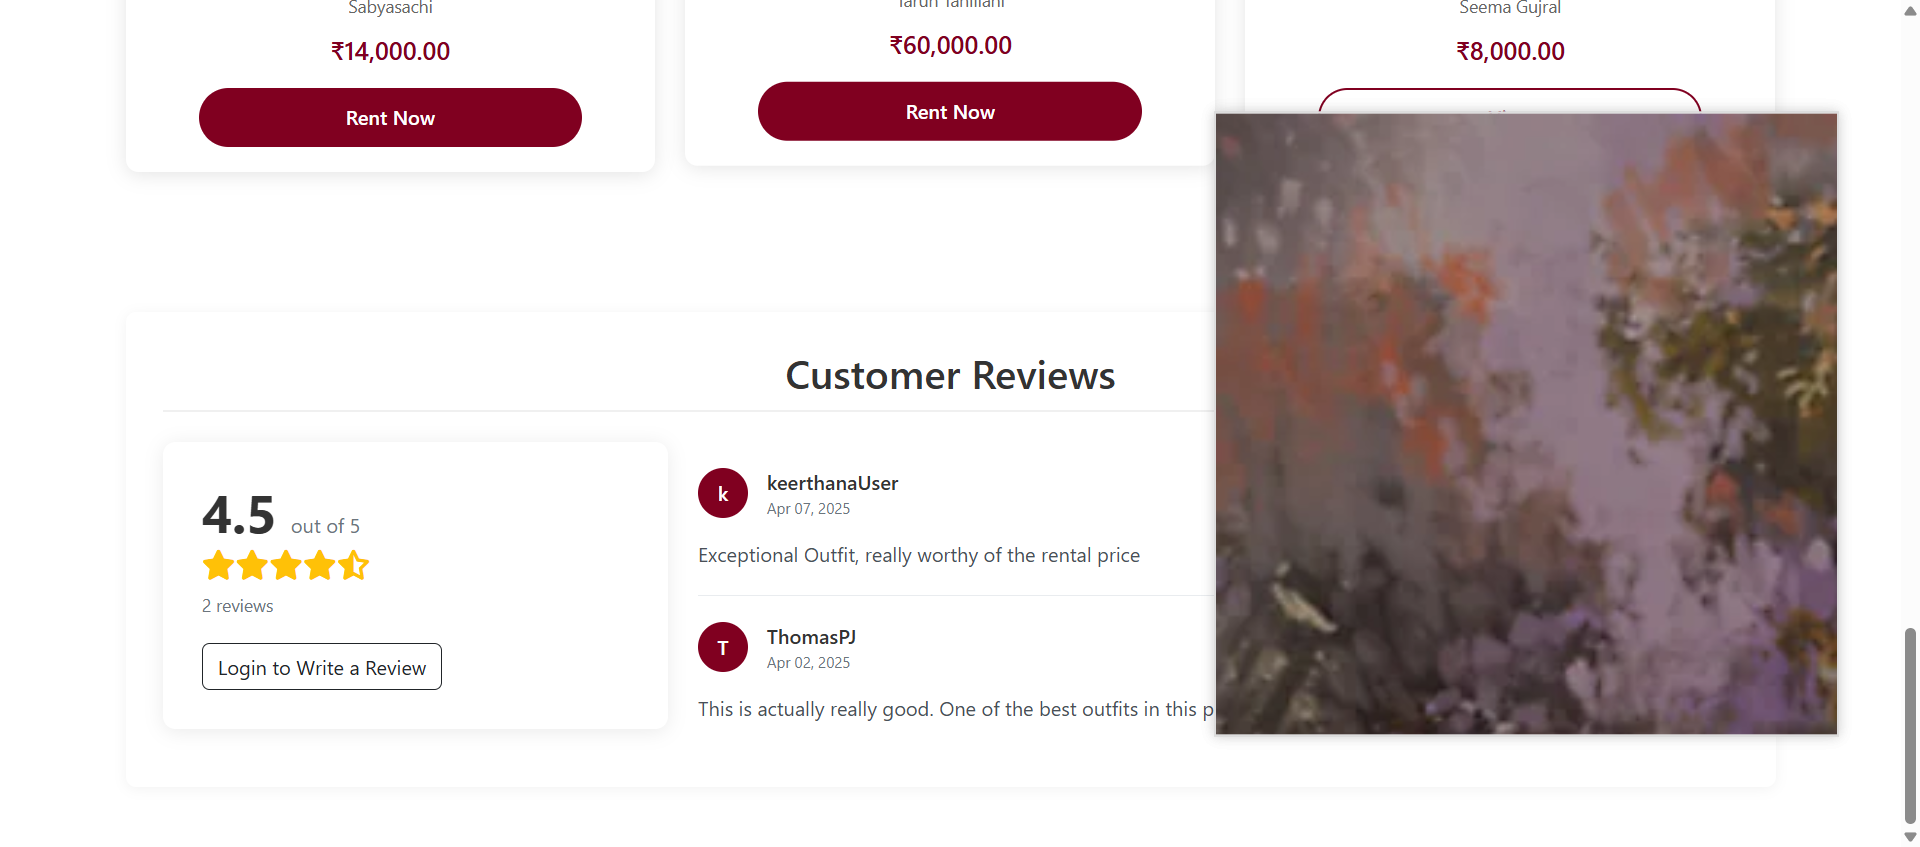 Sabyasachi
Tarun Tahiliani
Seema Gujral
₹14,000.00
₹60,000.00
₹8,000.00
Rent Now
Rent Now
Customer Reviews
4.5 out of 5
2 reviews
Login to Write a Review
k
keerthanaUser
Apr 07, 2025
Exceptional Outfit, really worthy of the rental price
T
ThomasPJ
Apr 02, 2025
This is actually really good. One of the best outfits in this p